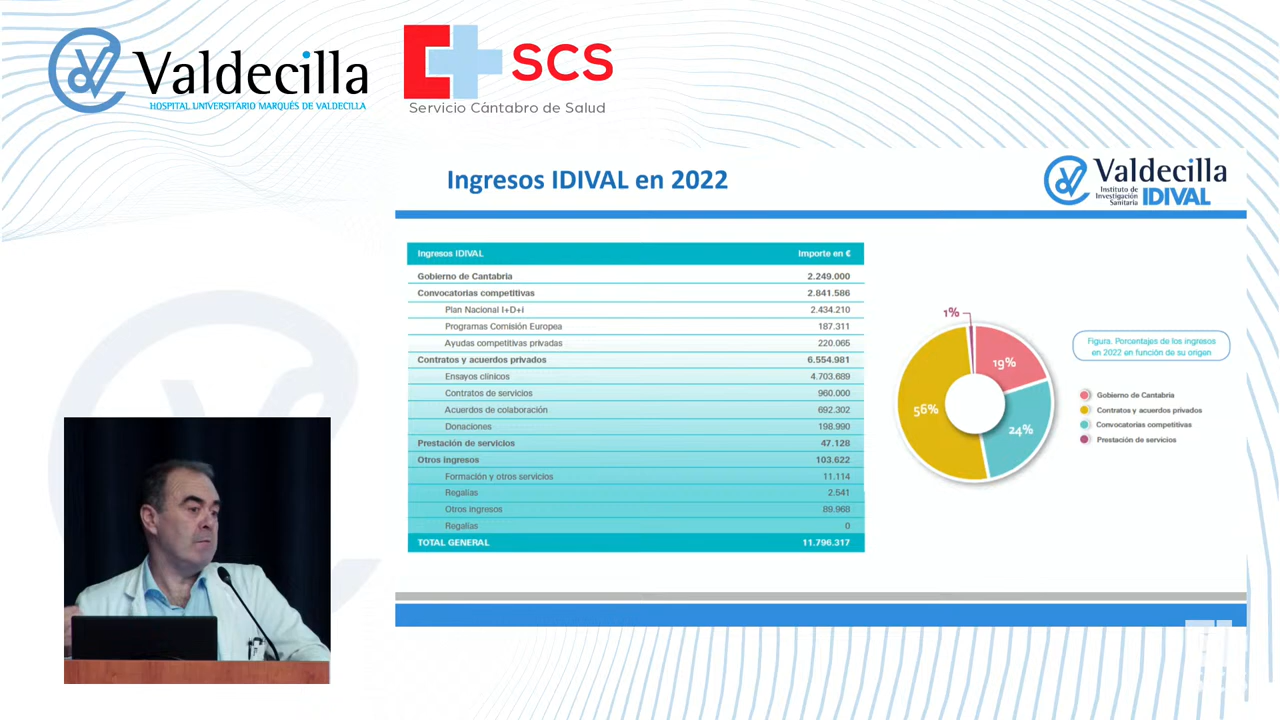 Valdecilla
HOSPITAL UNIVERSITARIO MARQUÉS DE VALDECILLA
SCS
Servicio Cántabro de Salud
Ingresos IDIVAL en 2022
Valdecilla
Instituto de
Investigación
Sanitaria
IDIVAL
Ingresos IDIVAL Importe en €
Gobierno de Cantabria 2.249.000
Convocatorias competitivas 2.841.586
Plan Nacional I+D+i 2.434.210
Programas Comisión Europea 187.311
Ayudas competitivas privadas 220.065
Contratos y acuerdos privados 6.554.981
Ensayos clínicos 4.703.689
Contratos de servicios 960.000
Acuerdos de colaboración 692.302
Donaciones 198.990
Prestación de servicios 47.128
Otros ingresos 103.622
Formación y otros servicios 11.114
Regalías 2.541
Otros ingresos 89.968
Regalías 0
TOTAL GENERAL 11.796.317
1%
19%
56%
24%
Figura. Porcentajes de los ingresos
en 2022 en función de su origen
Gobierno de Cantabria
Contratos y acuerdos privados
Convocatorias competitivas
Prestación de servicios